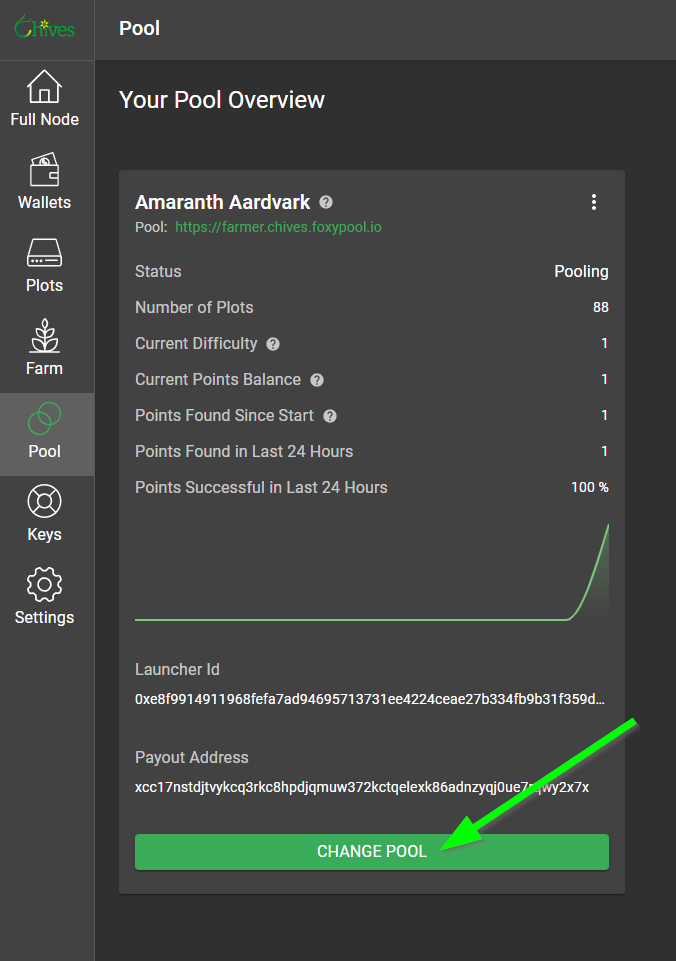 Chives
Pool
Full Node
Wallets
Plots
Farm
Pool
Keys
Settings
Your Pool Overview
Amaranth Aardvark
Pool: https://farmer.chives.foxypool.io
Status Pooling
Number of Plots 88
Current Difficulty 1
Current Points Balance 1
Points Found Since Start 1
Points Found in Last 24 Hours 1
Points Successful in Last 24 Hours 100 %
Launcher Id
0xe8f9914911968fefa7ad94695713731ee4224ceae27b334fb9b31f359d...
Payout Address
CHANGE POOL